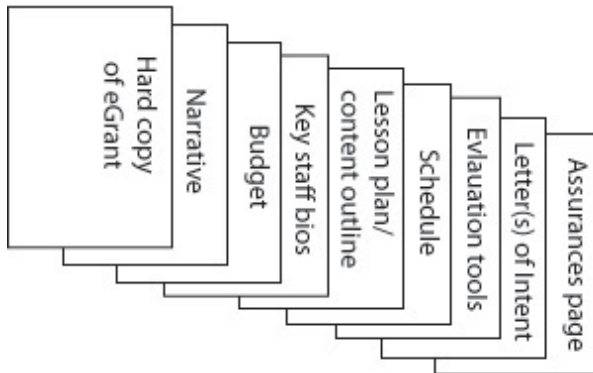 Hard copy
of eGrant
Narrative
Budget
Key staff bios
Lesson plan/
content outline
Schedule
Evlauation tools
Letter(s) of Intent
Assurances page